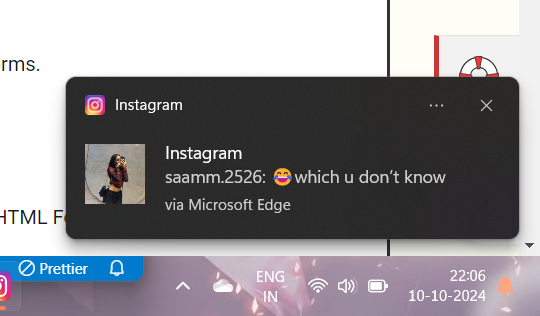 rms.
Instagram
Instagram
saamm.2526: 😂which u don't know
via Microsoft Edge
HTML F
Prettier
ENG
IN
22:06
10-10-2024